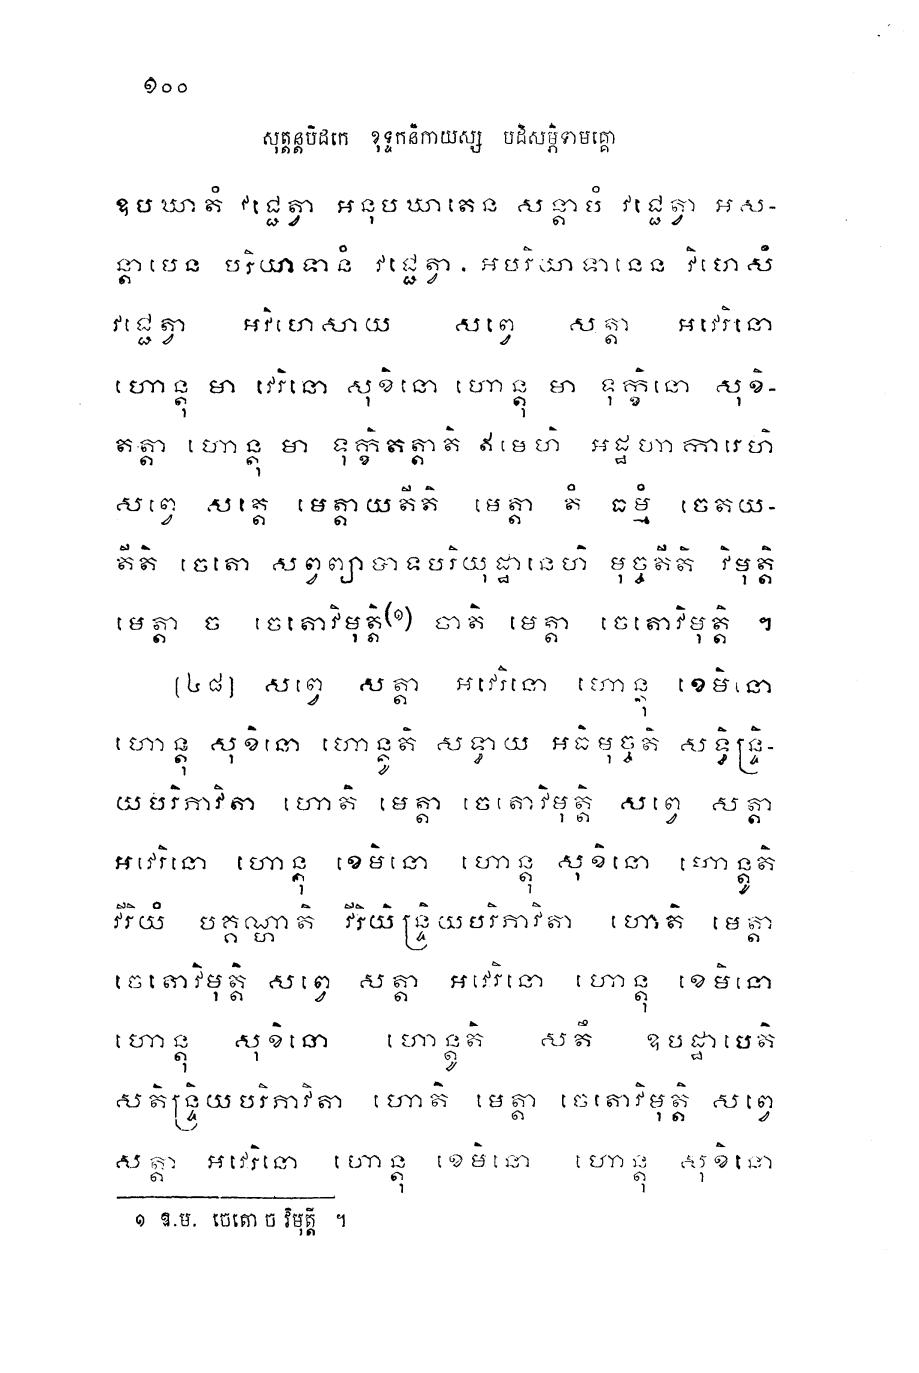 ១០០
សុត្តន្តបិដកេ ខុទ្ទកនិកាយស្ស បដិសម្ភិទាមគ្គោ
ឧបឃាតំ វជ្ជេត្វា អនុបឃាតេន សន្តាបំ វជ្ជេត្វា អស-
ន្តាបេន បរិយាទានំ វជ្ជេត្វា អបរិយាទានេន វិហេសំ
វជ្ជេត្វា អវិហេសាយ សព្វេ សត្តា អវេរិនោ
ហោន្តុ មា វេរិនោ សុខិនោ ហោន្តុ មា ទុក្ខិនោ សុខិ-
តត្តា ហោន្តុ មា ទុក្ខិតត្តាតិ ឥមេហិ អដ្ឋហាការេហិ
សព្វេ សត្តេ មេត្តាយតីតិ មេត្តា តំ ធម្មំ ចេតយ-
តីតិ ចេតោ សព្វព្យាបាទបរិយុដ្ឋានេហិ មុច្ចតីតិ វិមុត្តិ
មេត្តា ច ចេតោវិមុត្តិ(១) ចាតិ មេត្តា ចេតោវិមុត្តិ ។
[៤៨] សព្វេ សត្តា អវេរិនោ ហោន្តុ ខេមិនោ
ហោន្តុ សុខិនោ ហោន្តូតិ សទ្ធាយ អធិមុច្ចតិ សទ្ធិន្ទ្រិ-
យបរិភាវិតា ហោតិ មេត្តា ចេតោវិមុត្តិ សព្វេ សត្តា
អវេរិនោ ហោន្តុ ខេមិនោ ហោន្តុ សុខិនោ ហោន្តូតិ
វីរិយំ បគ្គណ្ហាតិ វីរិយិន្ទ្រិយបរិភាវិតា ហោតិ មេត្តា
ចេតោវិមុត្តិ សព្វេ សត្តា អវេរិនោ ហោន្តុ ខេមិនោ
ហោន្តុ សុខិនោ ហោន្តូតិ សតឹ ឧបដ្ឋាបេតិ
សតិន្ទ្រិយបរិភាវិតា ហោតិ មេត្តា ចេតោវិមុត្តិ សព្វេ
សត្តា អវេរិនោ ហោន្តុ ខេមិនោ ហោន្តុ សុខិនោ
១ ឱ.ម. ចេតោ ច វិមុត្តី ។